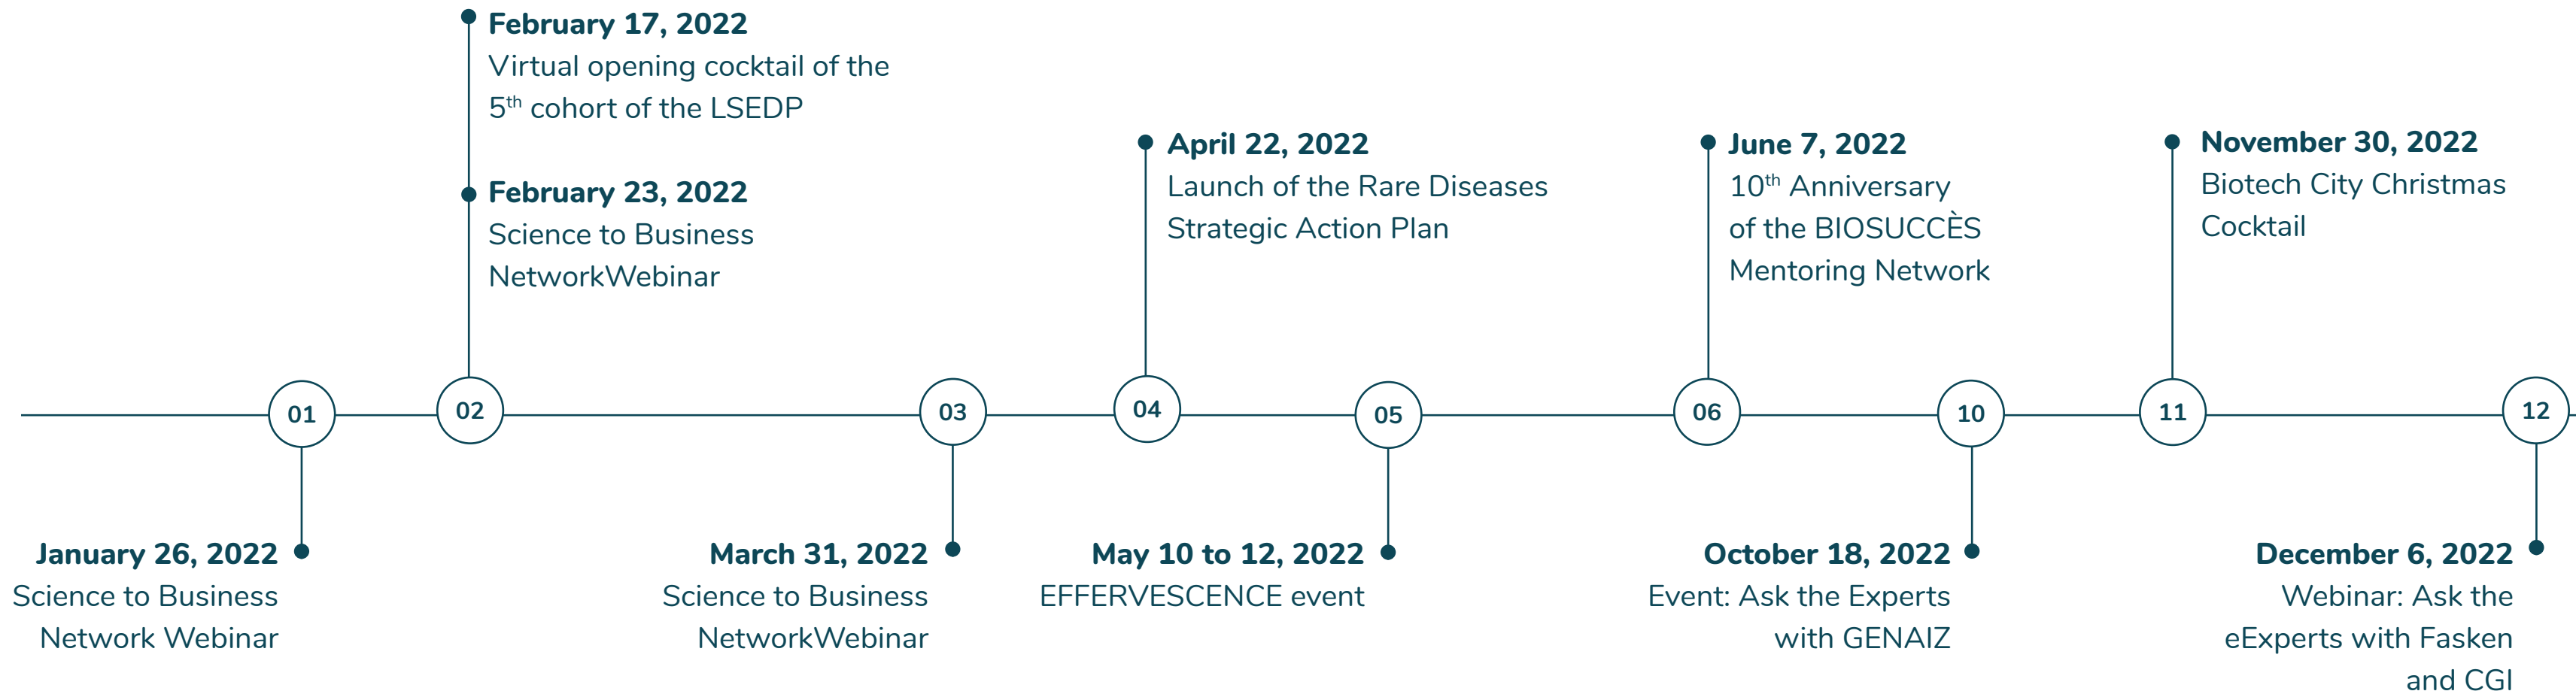 February 17, 2022
Virtual opening cocktail of the
5th cohort of the LSEDP
February 23, 2022
Science to Business
NetworkWebinar
April 22, 2022
Launch of the Rare Diseases
Strategic Action Plan
June 7, 2022
10th Anniversary
of the BIOSUCCÈS
Mentoring Network
November 30, 2022
Biotech City Christmas
Cocktail
01
02
03
04
05
06
10
11
12
January 26, 2022
Science to Business
Network Webinar
March 31, 2022
Science to Business
NetworkWebinar
May 10 to 12, 2022
EFFERVESCENCE event
October 18, 2022
Event: Ask the Experts
with GENAIZ
December 6, 2022
Webinar: Ask the
eExperts with Fasken
and CGI